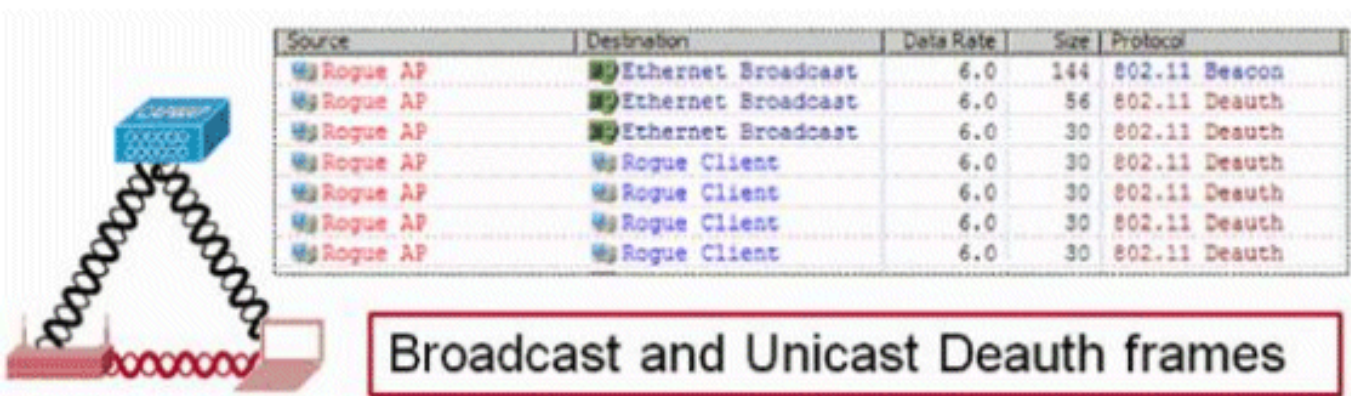 Source Destination Data Rate Size Protocol
Rogue AP Ethernet Broadcast 6.0 144 802.11 Beacon
Rogue AP Ethernet Broadcast 6.0 56 802.11 Deauth
Rogue AP Ethernet Broadcast 6.0 30 802.11 Deauth
Rogue AP Rogue Client 6.0 30 802.11 Deauth
Rogue AP Rogue Client 6.0 30 802.11 Deauth
Rogue AP Rogue Client 6.0 30 802.11 Deauth
Rogue AP Rogue Client 6.0 30 802.11 Deauth
Broadcast and Unicast Deauth frames